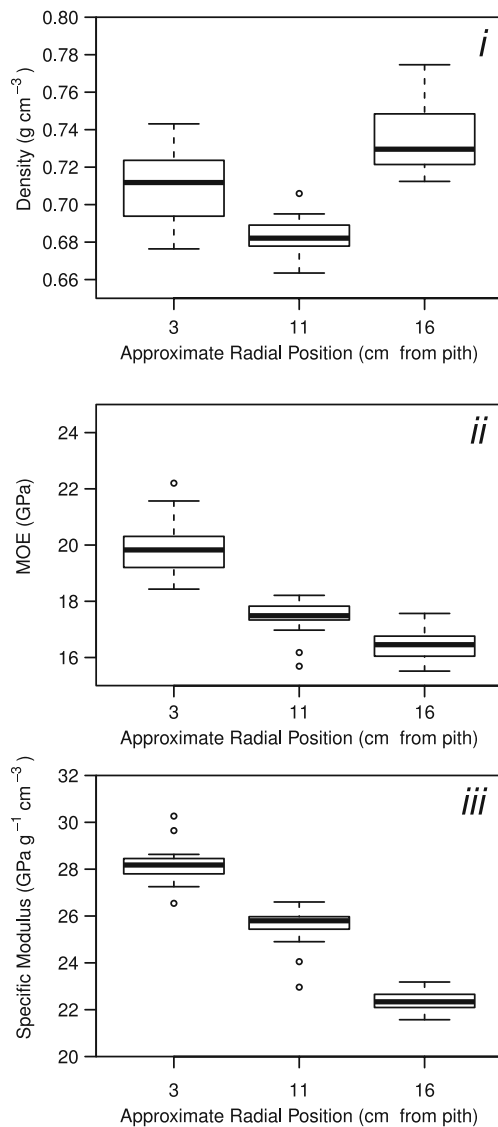 i
0.80
0.78
0.76
0.74
0.72
0.70
0.68
0.66
Density (g cm⁻³)
3 11 16
Approximate Radial Position (cm from pith)
ii
24
22
20
18
16
MOE (GPa)
3 11 16
Approximate Radial Position (cm from pith)
iii
32
30
28
26
24
22
20
Specific Modulus (GPa g⁻¹ cm⁻³)
3 11 16
Approximate Radial Position (cm from pith)